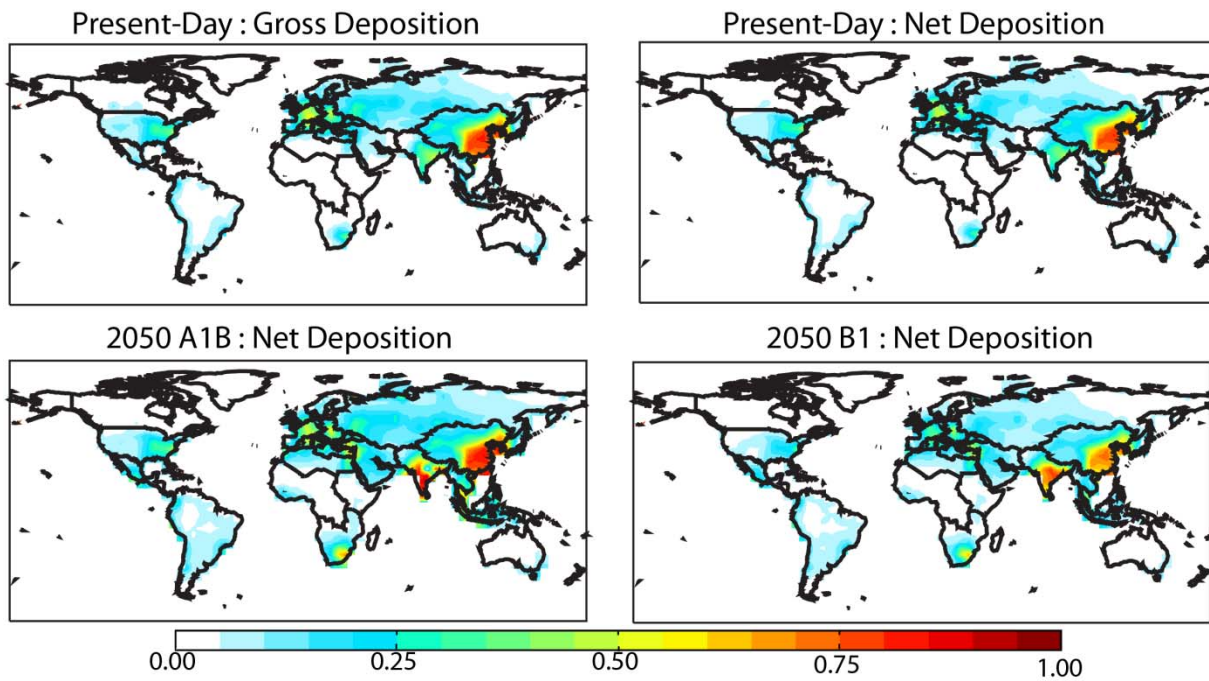 Present-Day : Gross Deposition
Present-Day : Net Deposition
2050 A1B : Net Deposition
2050 B1 : Net Deposition
0.00 0.25 0.50 0.75 1.00